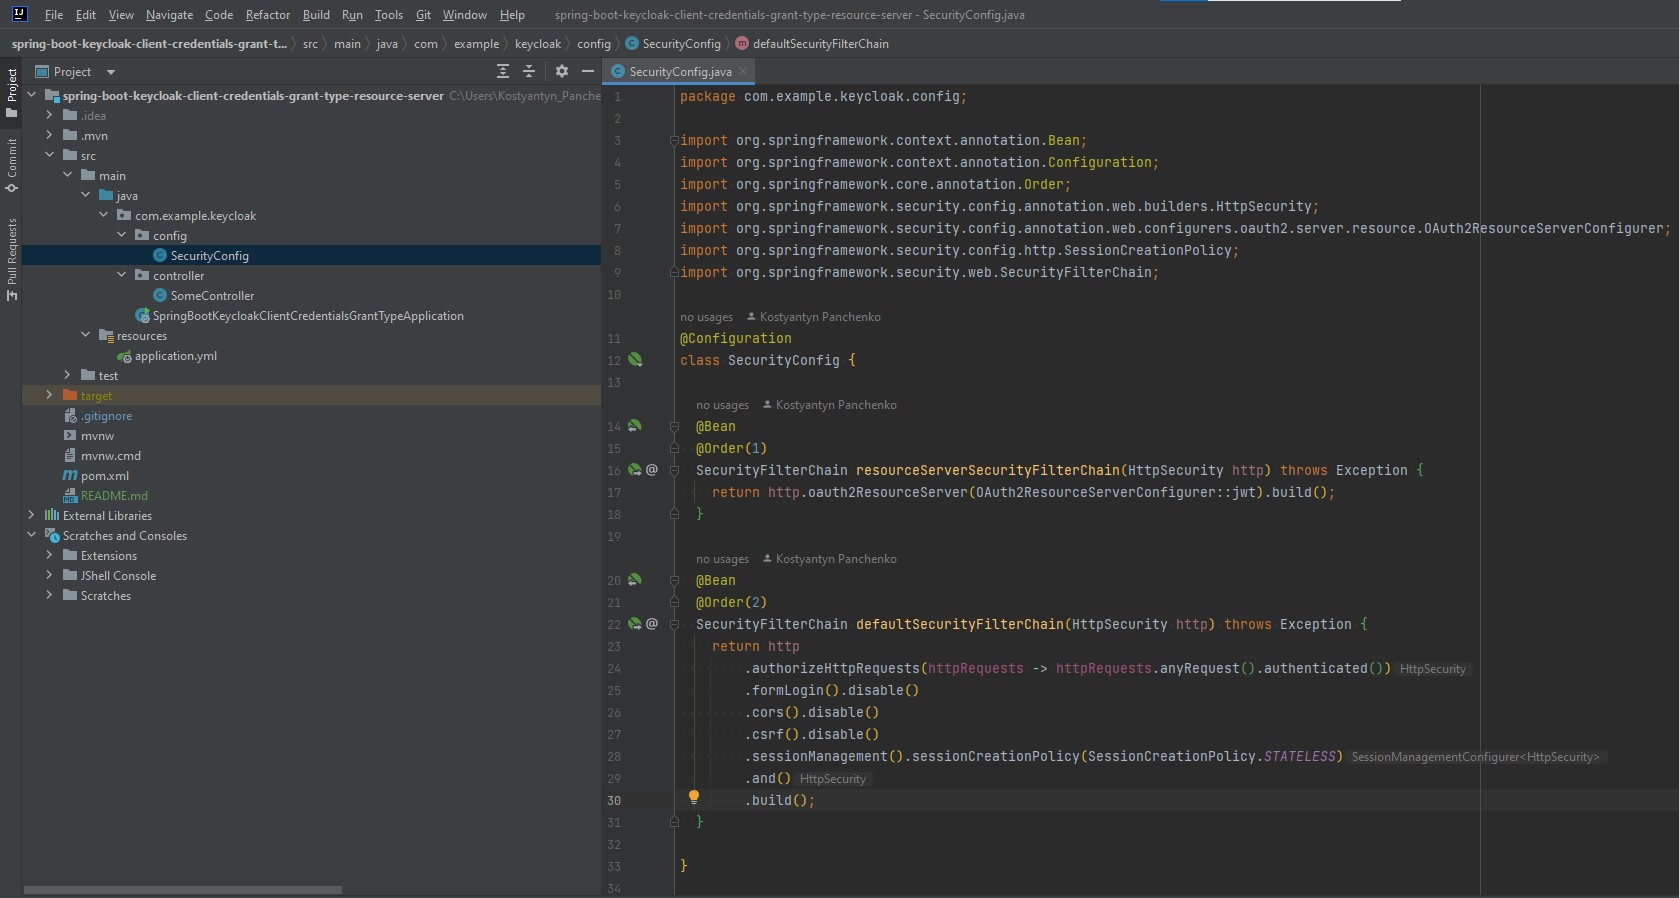 File Edit View Navigate Code Refactor Build Run Tools Git Window Help spring-boot-keycloak-client-credentials-grant-type-resource-server - SecurityConfig.java
spring-boot-keycloak-client-credentials-grant-t... src main java com example keycloak config SecurityConfig defaultSecurityFilterChain
Project
Commit
Pull Requests
Project
spring-boot-keycloak-client-credentials-grant-type-resource-server C:\Users\Kostyantyn_Panche
.idea
.mvn
src
main
java
com.example.keycloak
config
SecurityConfig
controller
SomeController
SpringBootKeycloakClientCredentialsGrantTypeApplication
resources
application.yml
test
target
.gitignore
mvnw
mvnw.cmd
pom.xml
README.md
External Libraries
Scratches and Consoles
Extensions
JShell Console
Scratches
SecurityConfig.java
1 package com.example.keycloak.config;
2
3 import org.springframework.context.annotation.Bean;
4 import org.springframework.context.annotation.Configuration;
5 import org.springframework.core.annotation.Order;
6 import org.springframework.security.config.annotation.web.builders.HttpSecurity;
7 import org.springframework.security.config.annotation.web.configurers.oauth2.server.resource.OAuth2ResourceServerConfigurer;
8 import org.springframework.security.config.http.SessionCreationPolicy;
9 import org.springframework.security.web.SecurityFilterChain;
10
no usages Kostyantyn Panchenko
11 @Configuration
12 class SecurityConfig {
13
no usages Kostyantyn Panchenko
14 @Bean
15 @Order(1)
16 @ SecurityFilterChain resourceServerSecurityFilterChain(HttpSecurity http) throws Exception {
17 return http.oauth2ResourceServer(OAuth2ResourceServerConfigurer::jwt).build();
18 }
19
no usages Kostyantyn Panchenko
20 @Bean
21 @Order(2)
22 @ SecurityFilterChain defaultSecurityFilterChain(HttpSecurity http) throws Exception {
23 return http
24 .authorizeHttpRequests(httpRequests -> httpRequests.anyRequest().authenticated()) HttpSecurity
25 .formLogin().disable()
26 .cors().disable()
27 .csrf().disable()
28 .sessionManagement().sessionCreationPolicy(SessionCreationPolicy.STATELESS) SessionManagementConfigurer<HttpSecurity>
29 .and() HttpSecurity
30 .build();
31 }
32
33 }
34